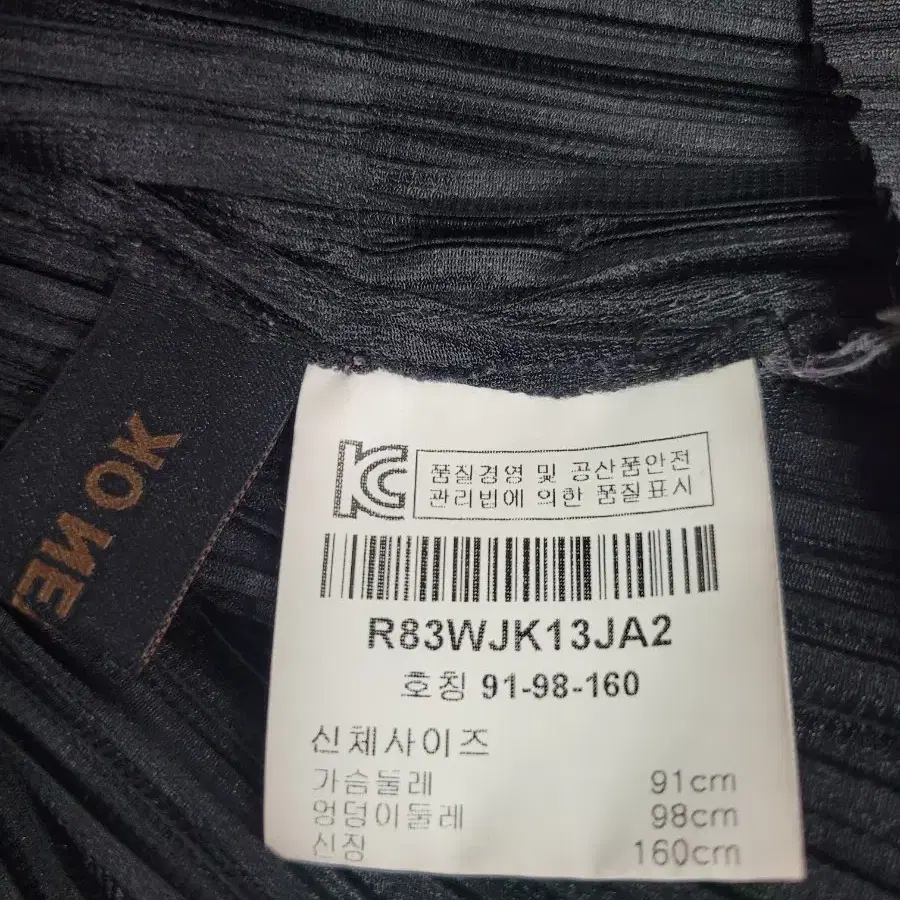 KO NE
품질경영 및 공산품안전
관리법에 의한 품질표시
R83WJK13JA2
호칭 91-98-160
신체사이즈
가슴둘레 91cm
엉덩이둘레 98cm
신장 160cm